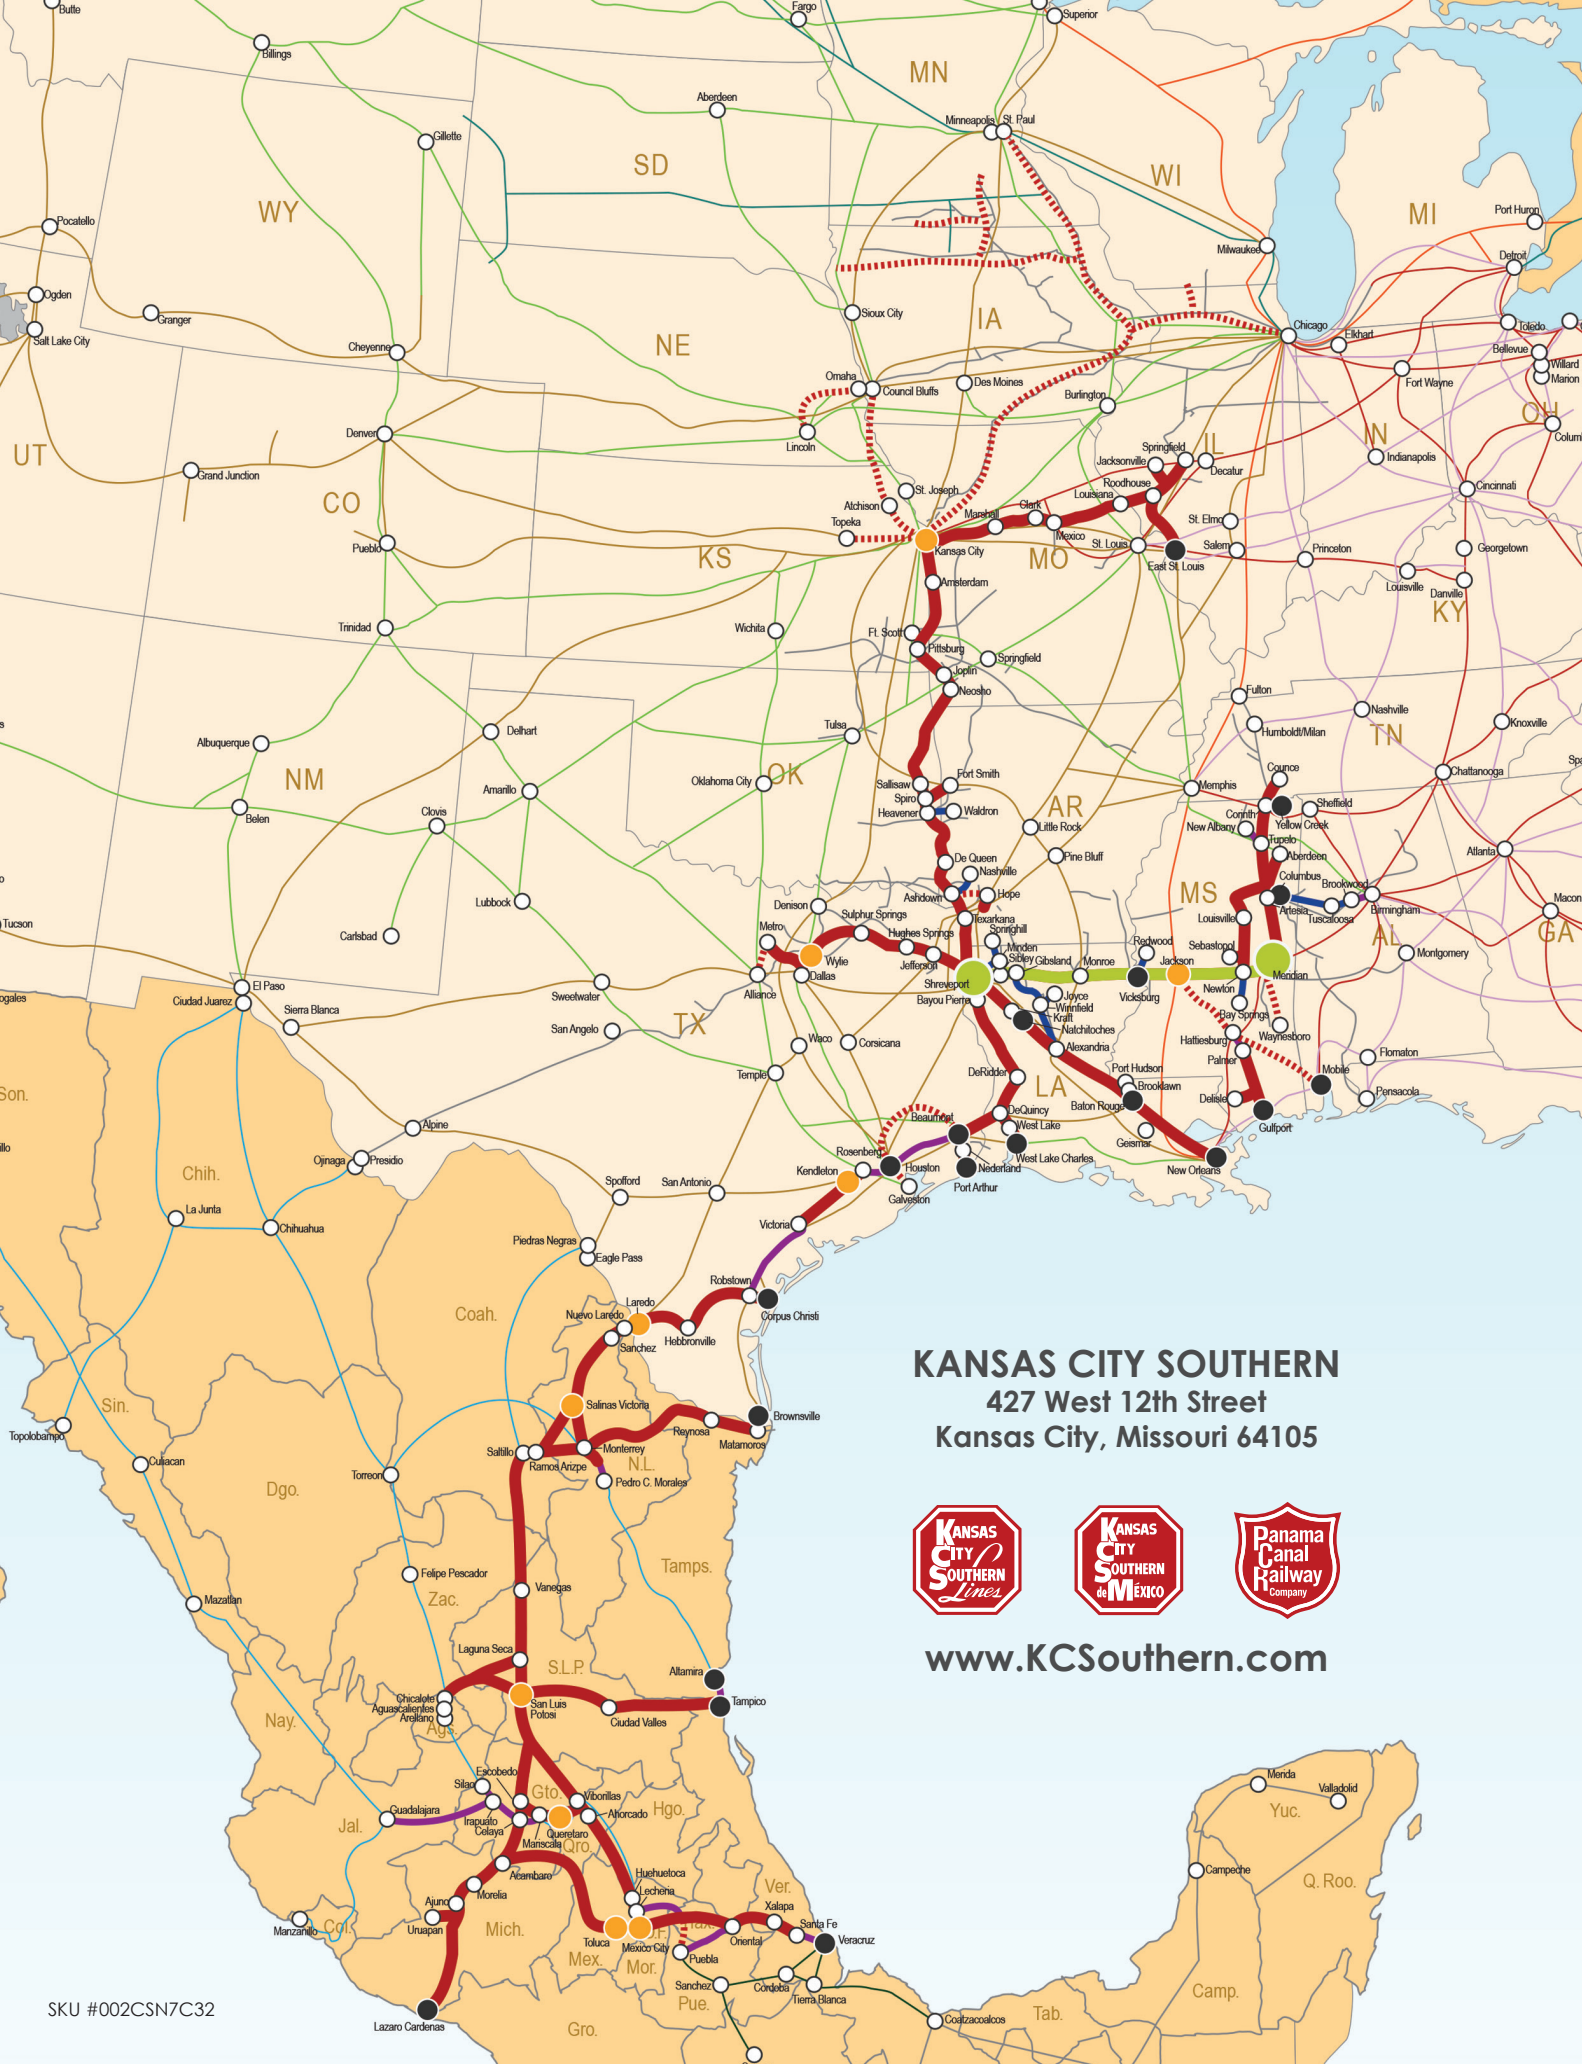 Butte
Fargo
Superior
Billings
MN
Aberdeen
Minneapolis
St. Paul
Gillette
SD
WI
WY
MI
Port Huron
Pocatello
Milwaukee
Detroit
Ogden
Granger
Sioux City
IA
Chicago
Toledo
Salt Lake City
Elkhart
Cheyenne
NE
Bellevue
Willard
Marion
Fort Wayne
Omaha
Council Bluffs
Des Moines
Burlington
OH
Colum
UT
Denver
Lincoln
IL
IN
Springfield
Jacksonville
Decatur
Indianapolis
Grand Junction
CO
St. Joseph
Roodhouse
Cincinnati
Atchison
Louisiana
Topeka
Marshall
Clark
Mexico
St. Elmo
Pueblo
KS
Kansas City
MO
St. Louis
Salem
East St. Louis
Princeton
Georgetown
Louisville
Danville
Amsterdam
KY
Trinidad
Wichita
Ft. Scott
Pittsburg
Springfield
Joplin
Neosho
Fulton
Nashville
Knoxville
Albuquerque
Delhart
Tulsa
Humboldt/Milan
TN
NM
Amarillo
Oklahoma City
OK
Sallisaw
Fort Smith
Counce
Chattanooga
Spa
Belen
Clovis
Spiro
Heavener
Waldron
AR
Memphis
Corinth
Yellow Creek
Sheffield
Little Rock
New Albany
Tupelo
Pine Bluff
Aberdeen
Atlanta
De Queen
Nashville
Columbus
Brookwood
Lubbock
Denison
Ashdown
Hope
MS
Artesia
Tuscaloosa
Birmingham
Macon
Tucson
Carlsbad
Sulphur Springs
Texarkana
Louisville
Metro
Hughes Springs
Springhill
AL
GA
Minden
Redwood
Sebastopol
Montgomery
Wylie
Jefferson
Sibley
Gibsland
Monroe
Jackson
Meridian
Dallas
Shreveport
Vicksburg
Newton
Alliance
Sweetwater
El Paso
Ciudad Juarez
ogales
Bayou Pierre
Joyce
Winnfield
Kraft
Bay Springs
Sierra Blanca
San Angelo
TX
Natchitoches
Hattiesburg
Waynesboro
Waco
Corsicana
Alexandria
Palmer
Flomaton
Temple
DeRidder
Port Hudson
Mobile
Son.
LA
Brooklawn
Pensacola
Baton Rouge
Delisle
Alpine
Beaumont
DeQuincy
West Lake
Gulfport
illo
Geismar
Ojinaga
Presidio
Rosenberg
Houston
Nederland
West Lake Charles
New Orleans
Chih.
Kendleton
Port Arthur
Spofford
San Antonio
Galveston
La Junta
Chihuahua
Victoria
Piedras Negras
Eagle Pass
Robstown
Coah.
Laredo
Nuevo Laredo
Corpus Christi
Sanchez
Hebbronville
KANSAS CITY SOUTHERN
427 West 12th Street
Kansas City, Missouri 64105
Sin.
Salinas Victoria
Brownsville
Topolobampo
Reynosa
Matamoros
Saltillo
Monterrey
Ramos Arizpe
N.L.
Culiacan
Torreon
Pedro C. Morales
Dgo.
KANSAS
CITY
SOUTHERN
Lines
KANSAS
CITY
SOUTHERN
de MÉXICO
Panama
Canal
Railway
Company
Felipe Pescador
Vanegas
Tamps.
Mazatlan
Zac.
www.KCSouthern.com
Laguna Seca
S.L.P.
Altamira
Chicalote
Aguascalientes
Arellano
Ags.
San Luis
Potosi
Ciudad Valles
Tampico
Nay.
Escobedo
Silao
Gto.
Viborillas
Hgo.
Merida
Valladolid
Yuc.
Guadalajara
Jal.
Irapuato
Celaya
Mariscala
Queretaro
Ahorcado
Qro.
Acambaro
Huehuetoca
Lecheria
Campeche
Q. Roo.
Morelia
Ajuno
Uruapan
Ver.
Xalapa
Santa Fe
Manzanillo
Col.
Mich.
Toluca
Mexico City
Oriental
Veracruz
Mex.
Mor.
Puebla
Sanchez
Cordoba
Tierra Blanca
Pue.
Camp.
SKU #002CSN7C32
Lazaro Cardenas
Gro.
Tab.
Coatzacoalcos